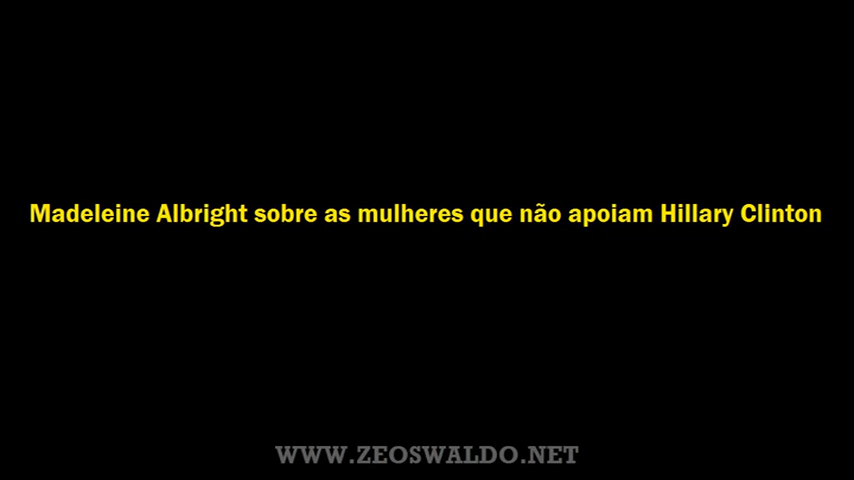 Madeleine Albright sobre as mulheres que não apoiam Hillary Clinton
WWW.ZEOSWALDO.NET